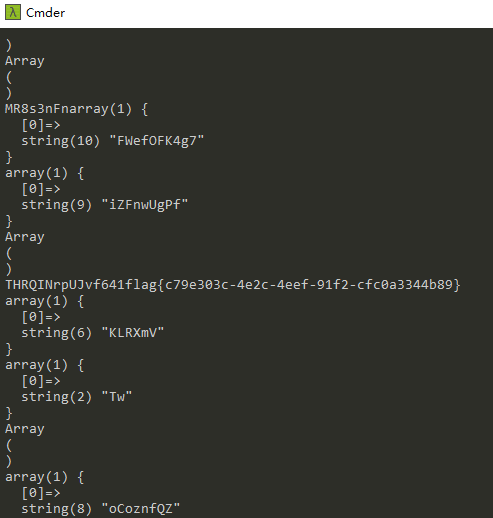 λ Cmder
)
Array
(
)
MR8s3nFnarray(1) {
  [0]=>
  string(10) "FWefOFK4g7"
}
array(1) {
  [0]=>
  string(9) "iZFnwUgPf"
}
Array
(
)
THRQINrpUJvf641flag{c79e303c-4e2c-4eef-91f2-cfc0a3344b89}
array(1) {
  [0]=>
  string(6) "KLRXmV"
}
array(1) {
  [0]=>
  string(2) "Tw"
}
Array
(
)
array(1) {
  [0]=>
  string(8) "oCoznfQZ"